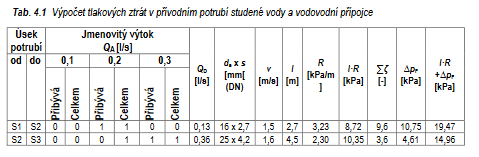 Tab. 4.1 Výpočet tlakových ztrát v přívodním potrubí studené vody a vodovodní přípojce
Úsek potrubí Jmenovitý výtok QA [l/s] QD [l/s] da x s [mm[ (DN) v [m/s] l [m] R [kPa/m] l·R [kPa] Σζ [-] ΔpF [kPa] l·R +ΔpF [kPa]
od do 0,1 0,2 0,3
Přibývá Celkem Přibývá Celkem Přibývá Celkem
S1 S2 0 0 1 1 0 0 0,13 16 x 2,7 1,5 2,7 3,23 8,72 9,6 10,75 19,47
S2 S3 0 0 0 1 1 1 0,36 25 x 4,2 1,6 4,5 2,30 10,35 3,6 4,61 14,96